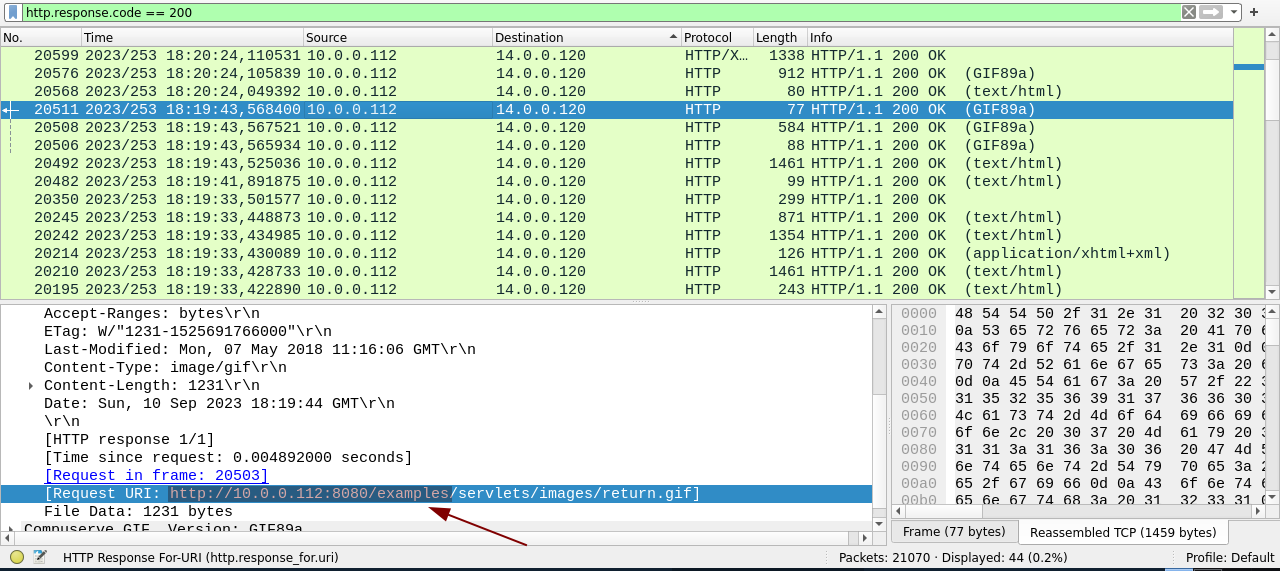 http.response.code == 200
No. Time Source Destination Protocol Length Info
20599 2023/253 18:20:24,110531 10.0.0.112 14.0.0.120 HTTP/X… 1338 HTTP/1.1 200 OK
20576 2023/253 18:20:24,105839 10.0.0.112 14.0.0.120 HTTP 912 HTTP/1.1 200 OK (GIF89a)
20568 2023/253 18:20:24,049392 10.0.0.112 14.0.0.120 HTTP 80 HTTP/1.1 200 OK (text/html)
20511 2023/253 18:19:43,568400 10.0.0.112 14.0.0.120 HTTP 77 HTTP/1.1 200 OK (GIF89a)
20508 2023/253 18:19:43,567521 10.0.0.112 14.0.0.120 HTTP 584 HTTP/1.1 200 OK (GIF89a)
20506 2023/253 18:19:43,565934 10.0.0.112 14.0.0.120 HTTP 88 HTTP/1.1 200 OK (GIF89a)
20492 2023/253 18:19:43,525036 10.0.0.112 14.0.0.120 HTTP 1461 HTTP/1.1 200 OK (text/html)
20482 2023/253 18:19:41,891875 10.0.0.112 14.0.0.120 HTTP 99 HTTP/1.1 200 OK (text/html)
20350 2023/253 18:19:33,501577 10.0.0.112 14.0.0.120 HTTP 299 HTTP/1.1 200 OK
20245 2023/253 18:19:33,448873 10.0.0.112 14.0.0.120 HTTP 871 HTTP/1.1 200 OK (text/html)
20242 2023/253 18:19:33,434985 10.0.0.112 14.0.0.120 HTTP 1354 HTTP/1.1 200 OK (text/html)
20214 2023/253 18:19:33,430089 10.0.0.112 14.0.0.120 HTTP 126 HTTP/1.1 200 OK (application/xhtml+xml)
20210 2023/253 18:19:33,428733 10.0.0.112 14.0.0.120 HTTP 1461 HTTP/1.1 200 OK (text/html)
20195 2023/253 18:19:33,422890 10.0.0.112 14.0.0.120 HTTP 243 HTTP/1.1 200 OK (text/html)
Accept-Ranges: bytes\r\n
ETag: W/"1231-1525691766000"\r\n
Last-Modified: Mon, 07 May 2018 11:16:06 GMT\r\n
Content-Type: image/gif\r\n
Content-Length: 1231\r\n
Date: Sun, 10 Sep 2023 18:19:44 GMT\r\n
\r\n
[HTTP response 1/1]
[Time since request: 0.004892000 seconds]
[Request in frame: 20503]
[Request URI: http://10.0.0.112:8080/examples/servlets/images/return.gif]
File Data: 1231 bytes
Compuserve GIF, Version: GIF89a
0000 48 54 54 50 2f 31 2e 31 20 32 30 3
0010 0a 53 65 72 76 65 72 3a 20 41 70 6
0020 43 6f 79 6f 74 65 2f 31 2e 31 0d 0
0030 70 74 2d 52 61 6e 67 65 73 3a 20 6
0040 0d 0a 45 54 61 67 3a 20 57 2f 22 3
0050 31 35 32 35 36 39 31 37 36 36 30 3
0060 4c 61 73 74 2d 4d 6f 64 69 66 69 6
0070 6f 6e 2c 20 30 37 20 4d 61 79 20 3
0080 31 31 3a 31 36 3a 30 36 20 47 4d 5
0090 6e 74 65 6e 74 2d 54 79 70 65 3a 2
00a0 65 2f 67 69 66 0d 0a 43 6f 6e 74 6
00b0 65 6e 67 74 68 3a 20 31 32 33 31 0
Frame (77 bytes) Reassembled TCP (1459 bytes)
HTTP Response For-URI (http.response_for.uri) Packets: 21070 · Displayed: 44 (0.2%) Profile: Default